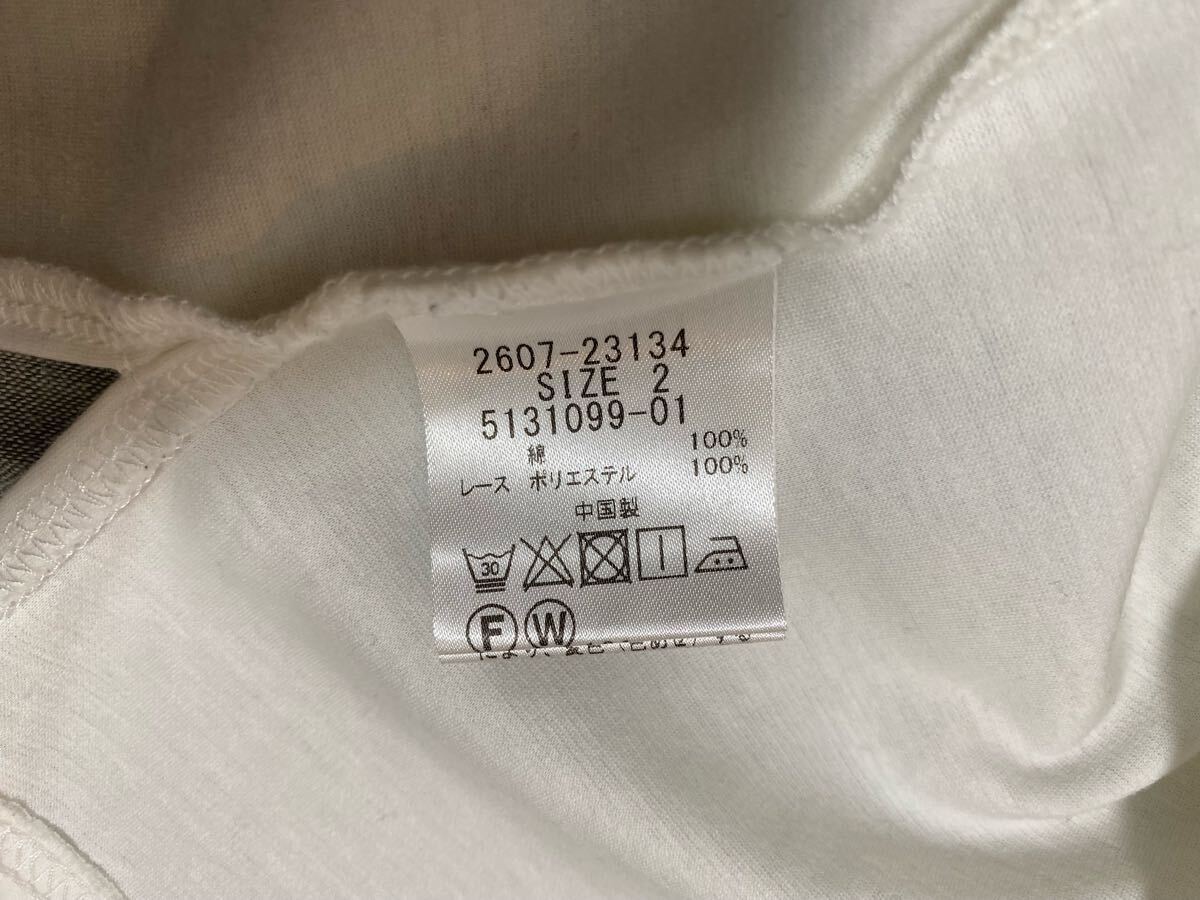 2607-23134
SIZE 2
5131099-01
綿 100%
レース ポリエステル 100%
中国製
30
F W